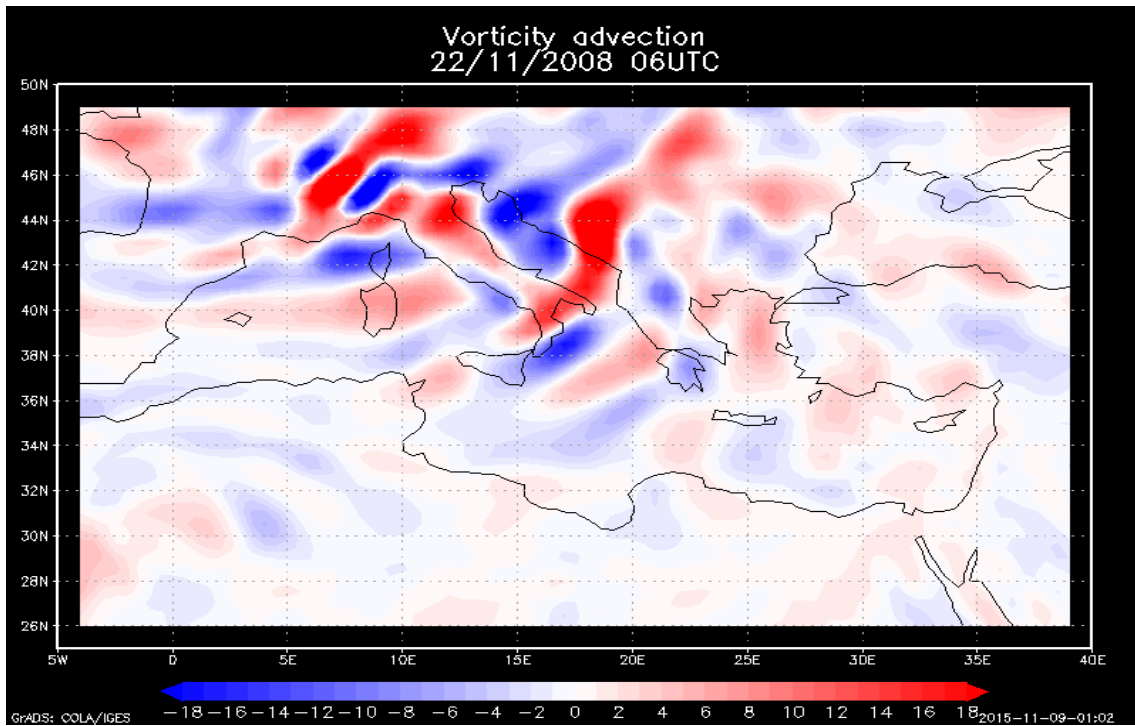 Vorticity advection
22/11/2008 06UTC
50N
48N
46N
44N
42N
40N
38N
36N
34N
32N
30N
28N
26N
5W 0 5E 10E 15E 20E 25E 30E 35E 40E
-18 -16 -14 -12 -10 -8 -6 -4 -2 0 2 4 6 8 10 12 14 16 18
GrADS: COLA/IGES 2015-11-09-01:02